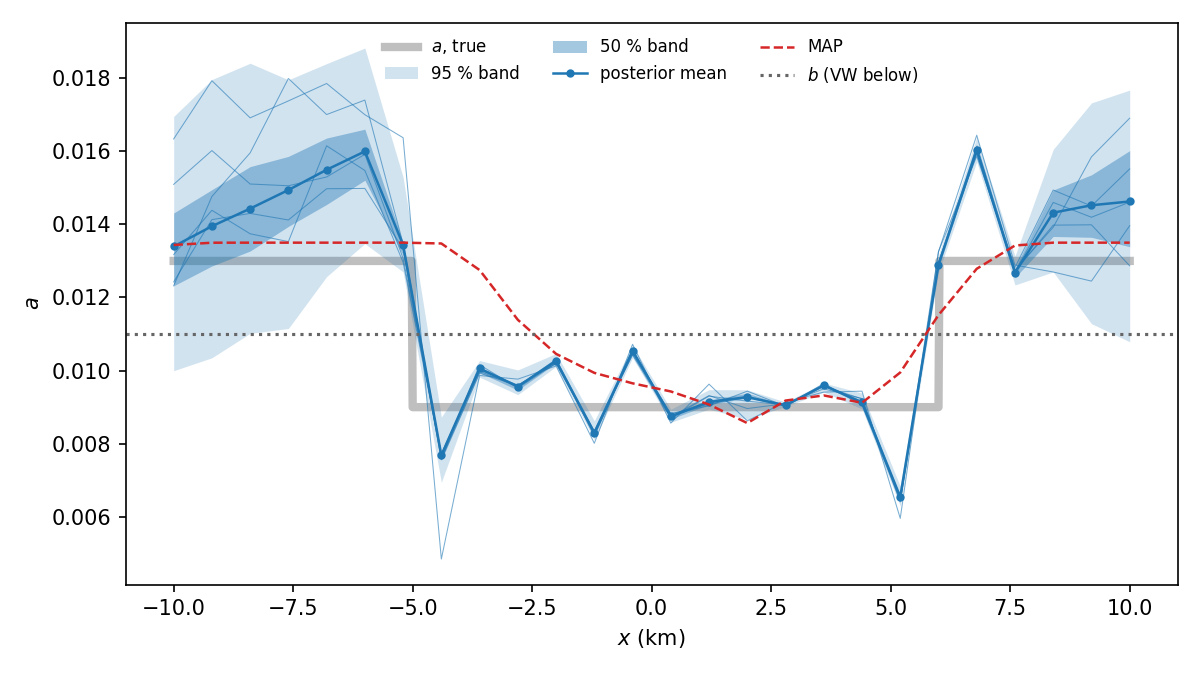 a, true
95 % band
50 % band
posterior mean
MAP
b (VW below)
0.018
0.016
0.014
0.012
0.010
0.008
0.006
a
−10.0 −7.5 −5.0 −2.5 0.0 2.5 5.0 7.5 10.0
x (km)